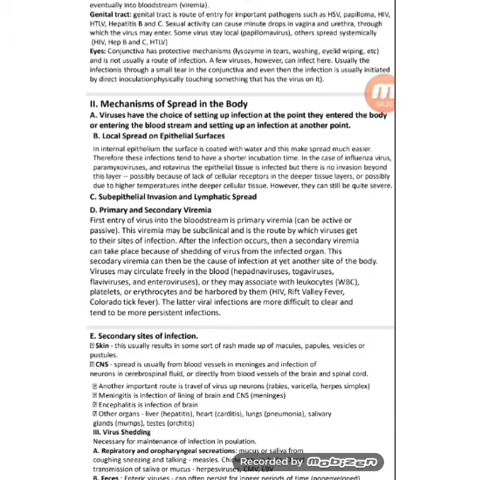 eventually into bloodstream (viremia).
Genital tract: genital tract is route of entry for important pathogens such as HSV, papilloma, HIV,
HTLV, Hepatitis B and C. Sexual activity can cause minute drops in vagina and urethra, through
which the virus may enter. Some virus stay local (papillomavirus), others spread systemically
(HIV, Hep B and C, HTLV)
Eyes: Conjunctiva has protective mechanisms (lysozyme in tears, washing, eyelid wiping, etc)
and is not usually a route of infection. A few viruses, however, can infect here. Usually the
infectionis through a small tear in the conjunctiva and even then the infection is usually initiated
by direct inoculationphysically touching something that has the virus on it).
II. Mechanisms of Spread in the Body
A. Viruses have the choice of setting up infection at the point they entered the body
or entering the blood stream and setting up an infection at another point.
B. Local Spread on Epithelial Surfaces
In internal epithelium the surface is coated with water and this make spread much easier.
Therefore these infections tend to have a shorter incubation time. In the case of influenza virus,
paramyxoviruses, and rotavirus the epithelial tissue is infected but there is no invasion beyond
this layer -- possibly because of lack of cellular receptors in the deeper tissue layers, or possibly
due to higher temperatures inthe deeper cellular tissue. However, they can still be quite severe.
C. Subepithelial Invasion and Lymphatic Spread
D. Primary and Secondary Viremia
First entry of virus into the bloodstream is primary viremia (can be active or
passive). This viremia may be subclinical and is the route by which viruses get
to their sites of infection. After the infection occurs, then a secondary viremia
can take place because of shedding of virus from the infected organ. This
secodary viremia can then be the cause of infection at yet another site of the body.
Viruses may circulate freely in the blood (hepadnaviruses, togaviruses,
flaviviruses, and enteroviruses), or they may associate with leukocytes (WBC),
platelets, or erythrocytes and be harbored by them (HIV, Rift Valley Fever,
Colorado tick fever). The latter viral infections are more difficult to clear and
tend to be more persistent infections.
E. Secondary sites of infection.
Skin - this usually results in some sort of rash made up of macules, papules, vesicles or
pustules.
CNS - spread is usually from blood vessels in meninges and infection of
neurons in cerebrospinal fluid, or directly from blood vessels of the brain and spinal cord.
Another important route is travel of virus up neurons (rabies, varicella, herpes simplex)
Meningitis is infection of lining of brain and CNS (meninges)
Encephalitis is infection of brain
Other organs - liver (hepatitis), heart (carditis), lungs (pneumonia), salivary
glands (mumps), testes (orchitis)
III. Virus Shedding
Necessary for maintenance of infection in poulation.
A. Repiratory and oropharyngeal secreations: mucus or saliva from
coughing sneezing and talking - measles.
transmission of saliva or mucus - herpesviruses, CMV, EBV
Recorded by mobizen
B. Feces: Enteric viruses - can often persist for longer periods of time (nonenveloped)